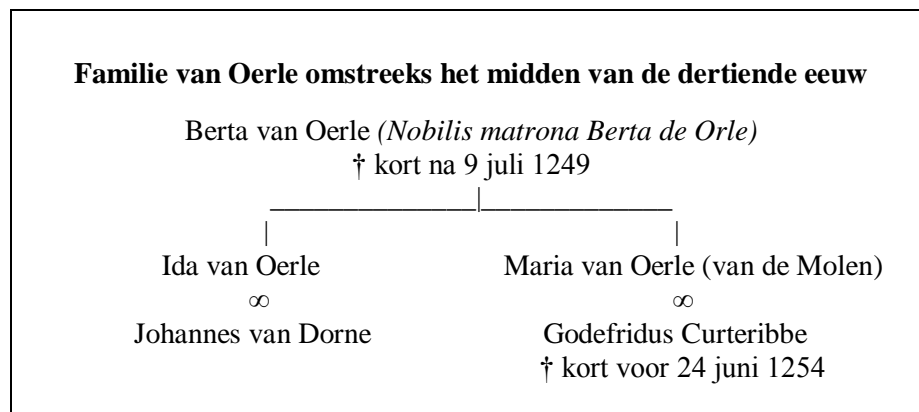 Familie van Oerle omstreeks het midden van de dertiende eeuw
Berta van Oerle (Nobilis matrona Berta de Orle)
† kort na 9 juli 1249
Ida van Oerle Maria van Oerle (van de Molen)
∞ ∞
Johannes van Dorne Godefridus Curteribbe
† kort voor 24 juni 1254